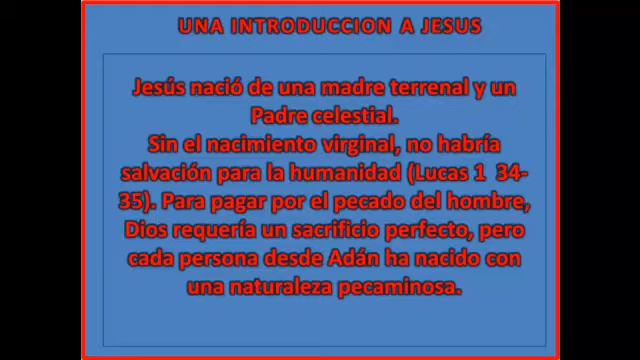 UNA INTRODUCCION A JESUS
Jesús nació de una madre terrenal y un
Padre celestial.
Sin el nacimiento virginal, no habría
salvación para la humanidad (Lucas 1  34-
35). Para pagar por el pecado del hombre,
Dios requería un sacrificio perfecto, pero
cada persona desde Adán ha nacido con
una naturaleza pecaminosa.